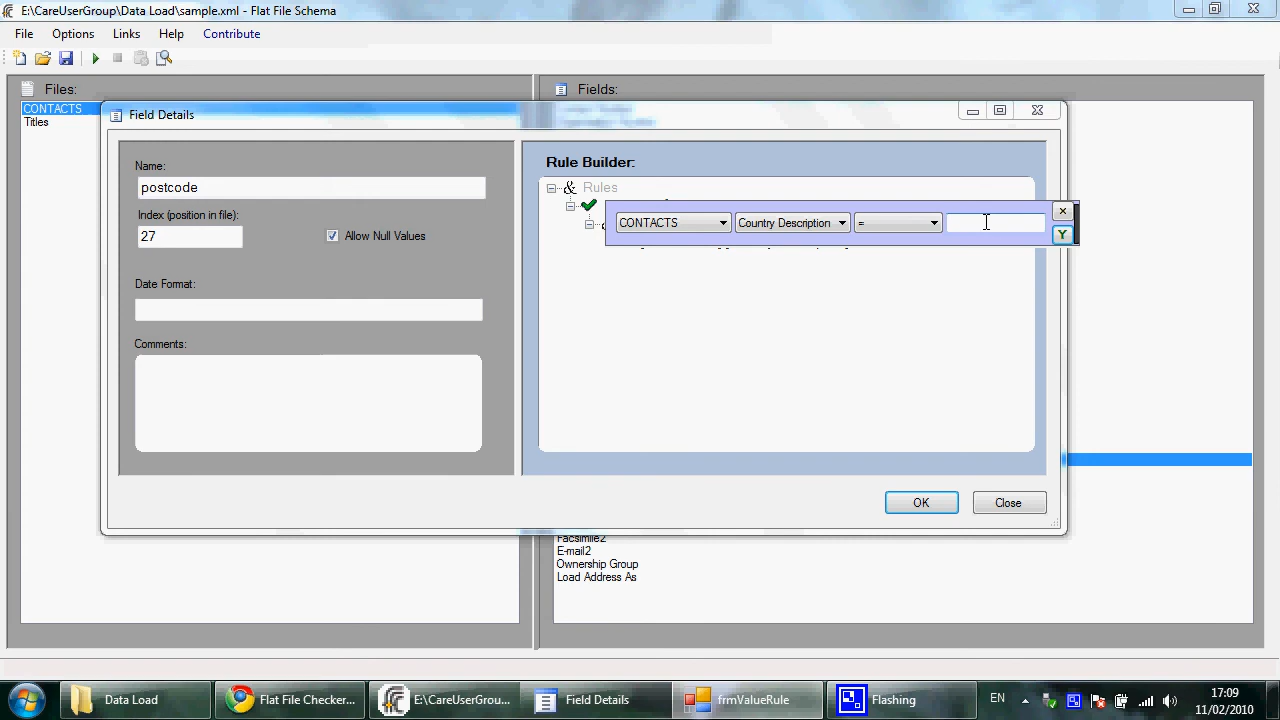 E:\CareUserGroup\Data Load\sample.xml - Flat File Schema
File Options Links Help Contribute
Files:
Fields:
CONTACTS
Titles
Field Details
Name:
postcode
Index (position in file):
27
Allow Null Values
Date Format:
Comments:
Rule Builder:
& Rules
CONTACTS Country Description =
Y
OK Close
Facsimile2
E-mail2
Ownership Group
Load Address As
Data Load
Flat File Checker...
E:\CareUserGrou...
Field Details
frmValueRule
Flashing
EN
17:09
11/02/2010